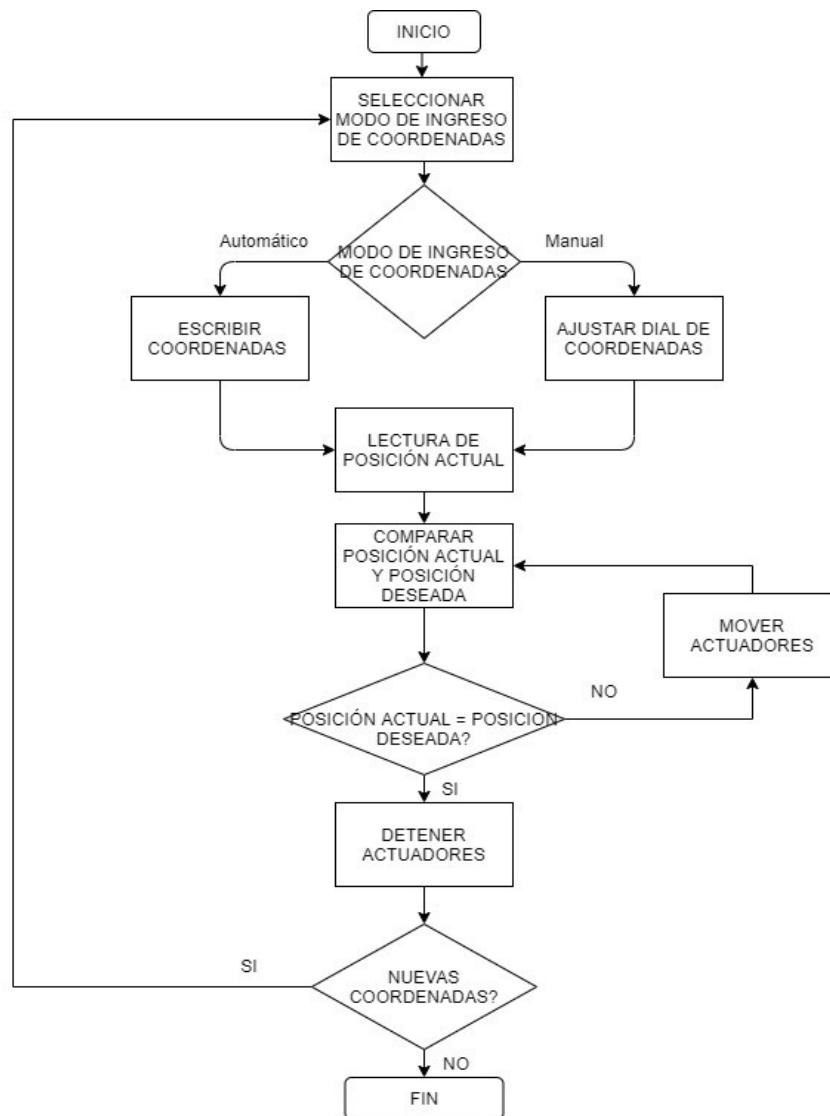 INICIO
SELECCIONAR
MODO DE INGRESO
DE COORDENADAS
Automático
MODO DE INGRESO
DE COORDENADAS
Manual
ESCRIBIR
COORDENADAS
AJUSTAR DIAL DE
COORDENADAS
LECTURA DE
POSICIÓN ACTUAL
COMPARAR
POSICIÓN ACTUAL
Y POSICIÓN
DESEADA
MOVER
ACTUADORES
NO
POSICIÓN ACTUAL = POSICION
DESEADA?
SI
DETENER
ACTUADORES
SI
NUEVAS
COORDENADAS?
NO
FIN